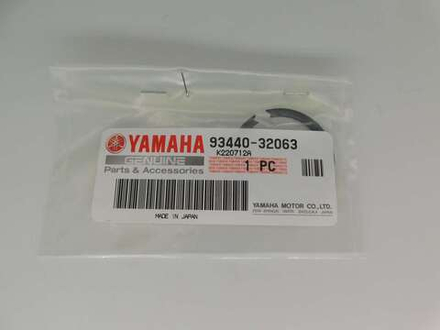 YAMAHA 93440-32063
GENUINE K220712A
Parts & Accessories 1 PC
MADE IN JAPAN
YAMAHA MOTOR CO.,LTD.